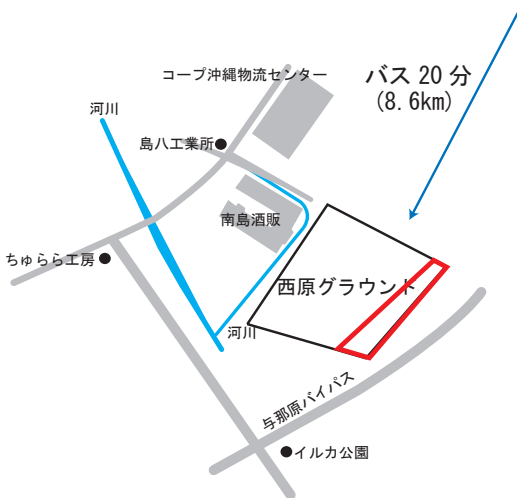 コープ沖縄物流センター
バス 20 分
(8.6km)
河川
島八工業所
南島酒販
ちゅらら工房
西原グラウンド
河川
与那原バイパス
イルカ公園